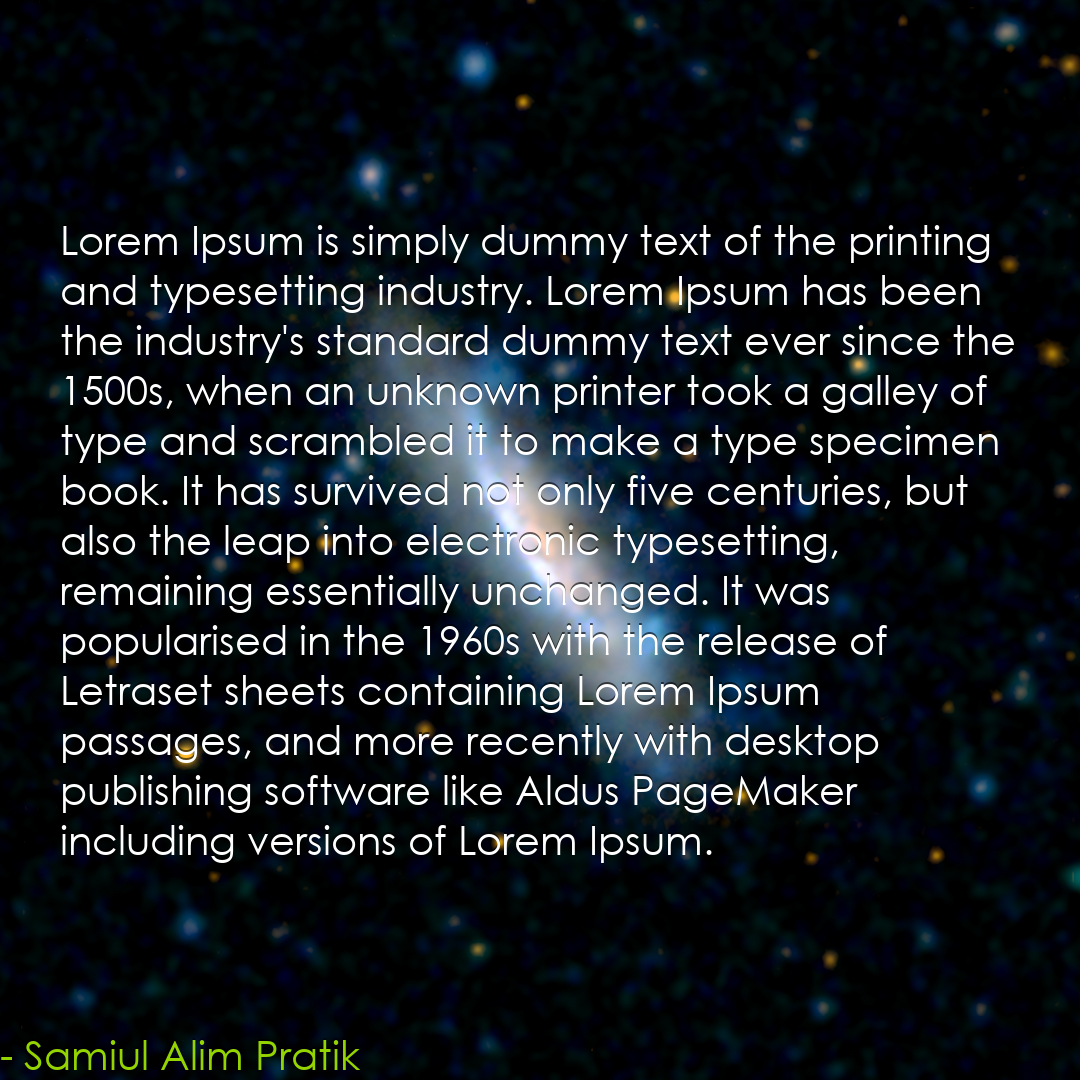 Lorem Ipsum is simply dummy text of the printing
and typesetting industry. Lorem Ipsum has been
the industry's standard dummy text ever since the
1500s, when an unknown printer took a galley of
type and scrambled it to make a type specimen
book. It has survived not only five centuries, but
also the leap into electronic typesetting,
remaining essentially unchanged. It was
popularised in the 1960s with the release of
Letraset sheets containing Lorem Ipsum
passages, and more recently with desktop
publishing software like Aldus PageMaker
including versions of Lorem Ipsum.
- Samiul Alim Pratik